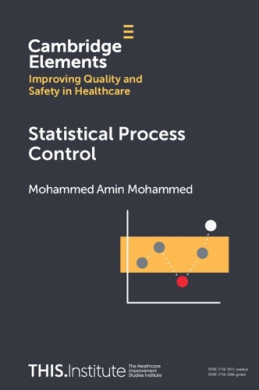 Cambridge
Elements
Improving Quality and
Safety in Healthcare
Statistical Process
Control
Mohammed Amin Mohammed
THIS.Institute
The Healthcare
Improvement
Studies Institute